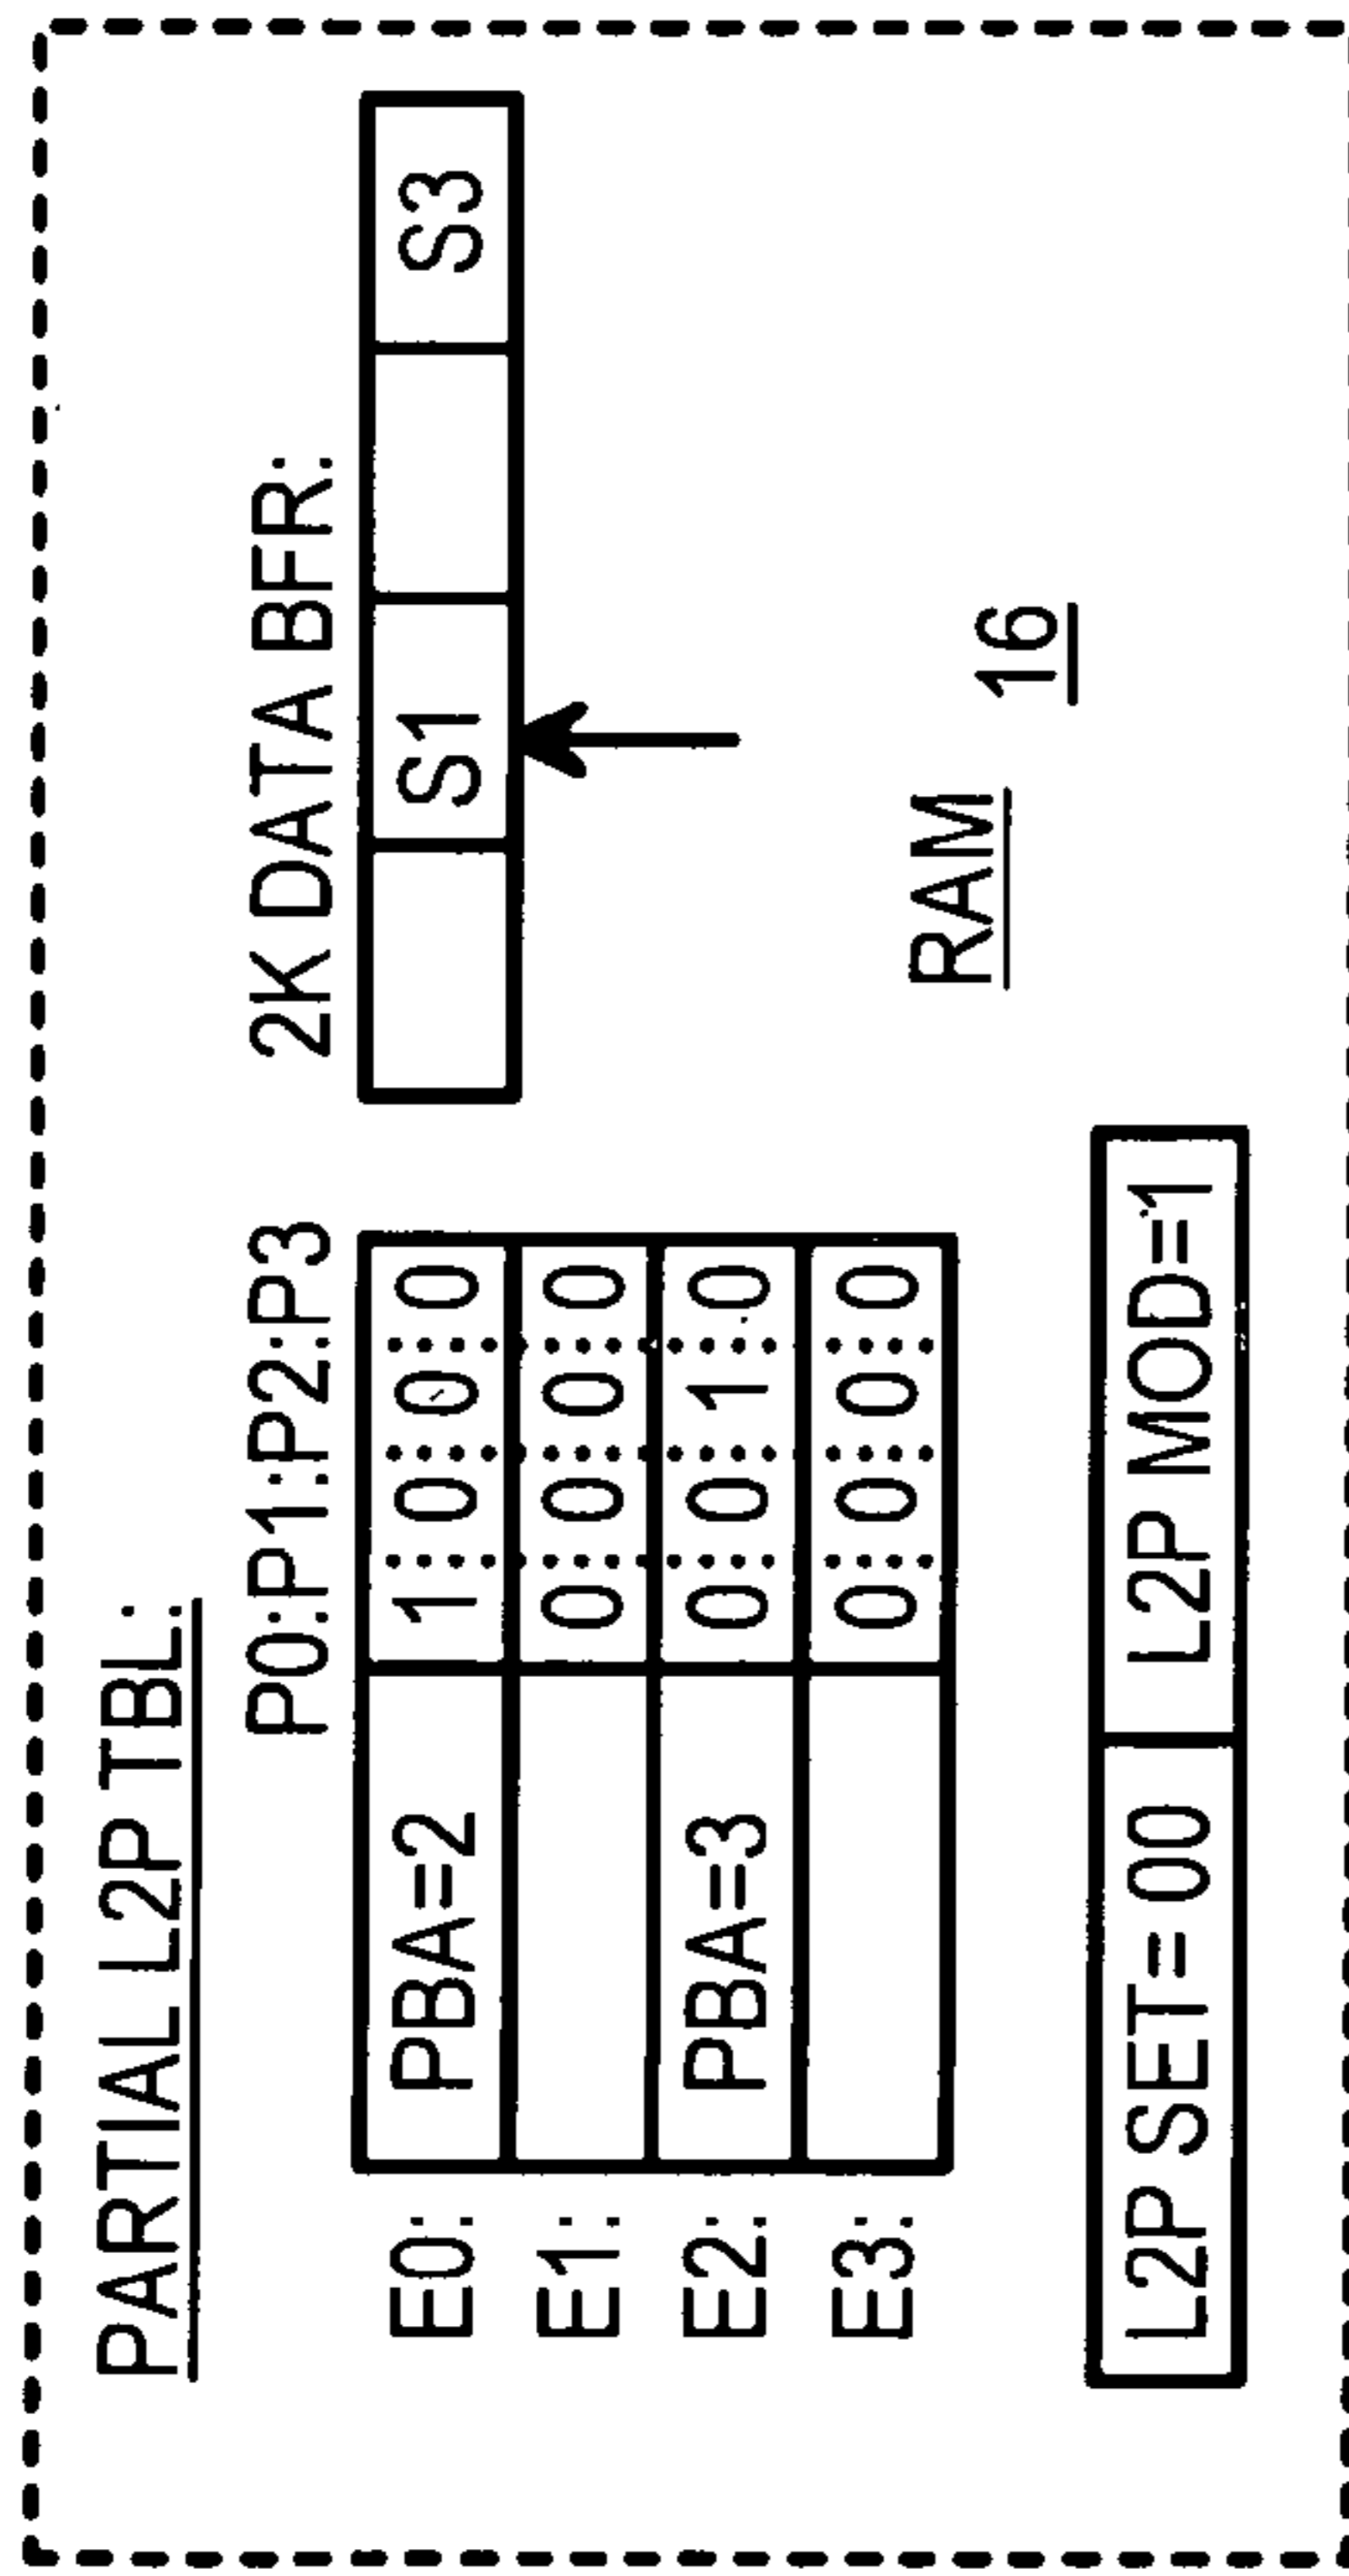 PARTIAL L2P TBL:
P0:P1:P2:P3
E0: PBA=2 1:0:0:0
E1: 0:0:0:0
E2: PBA=3 0:0:1:0
E3: 0:0:0:0
L2P SET=00 L2P MOD=1
2K DATA BFR:
S1 S3
RAM 16